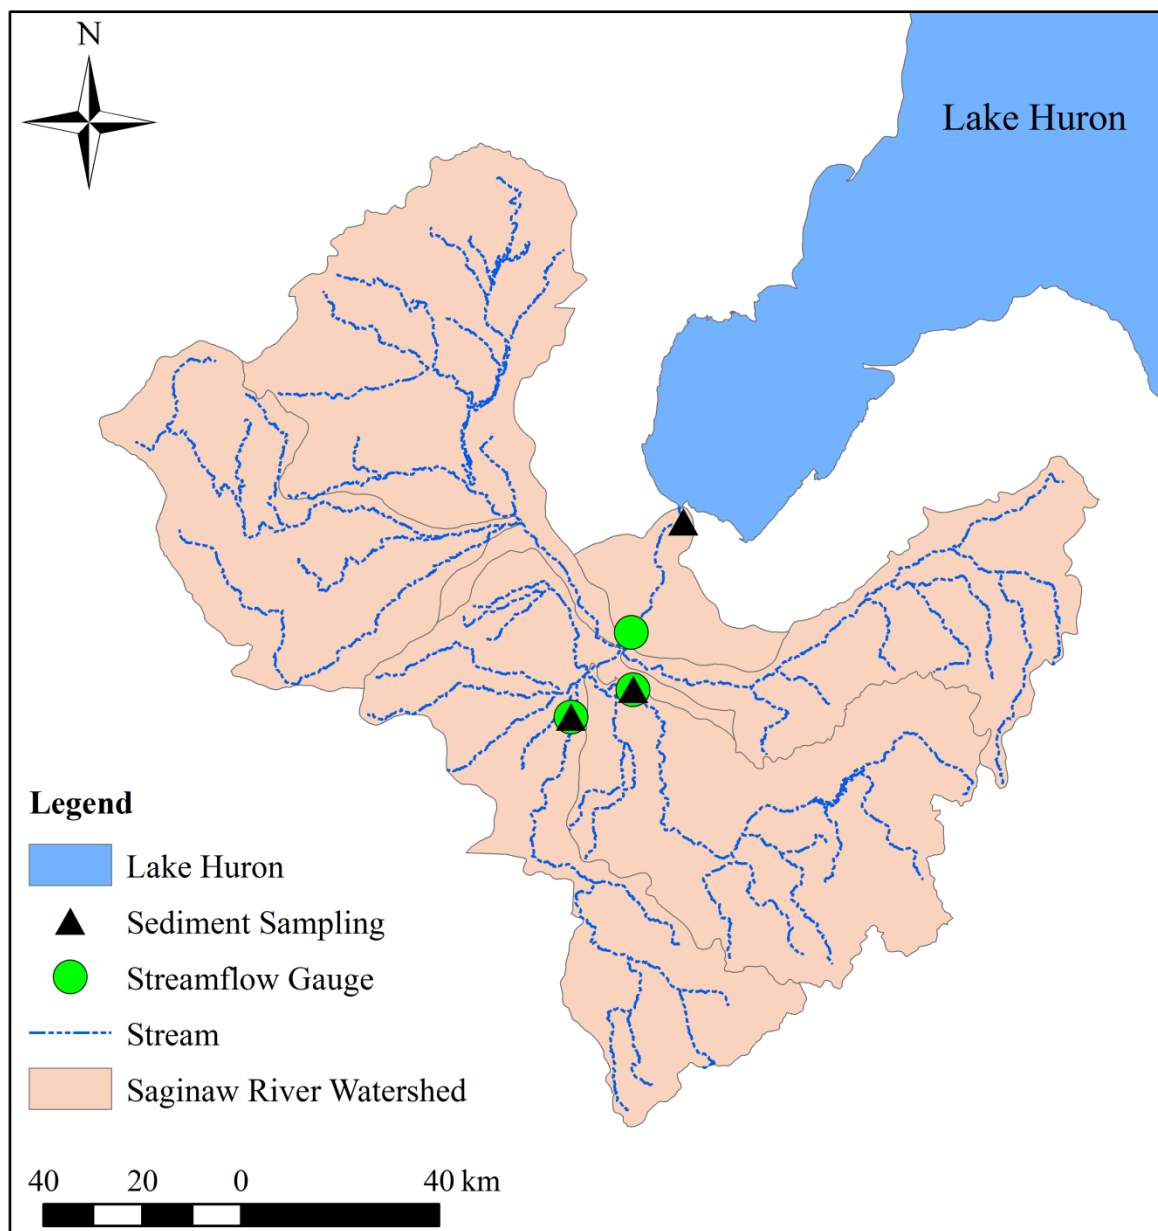 N
Lake Huron
Legend
Lake Huron
Sediment Sampling
Streamflow Gauge
Stream
Saginaw River Watershed
40 20 0 40 km